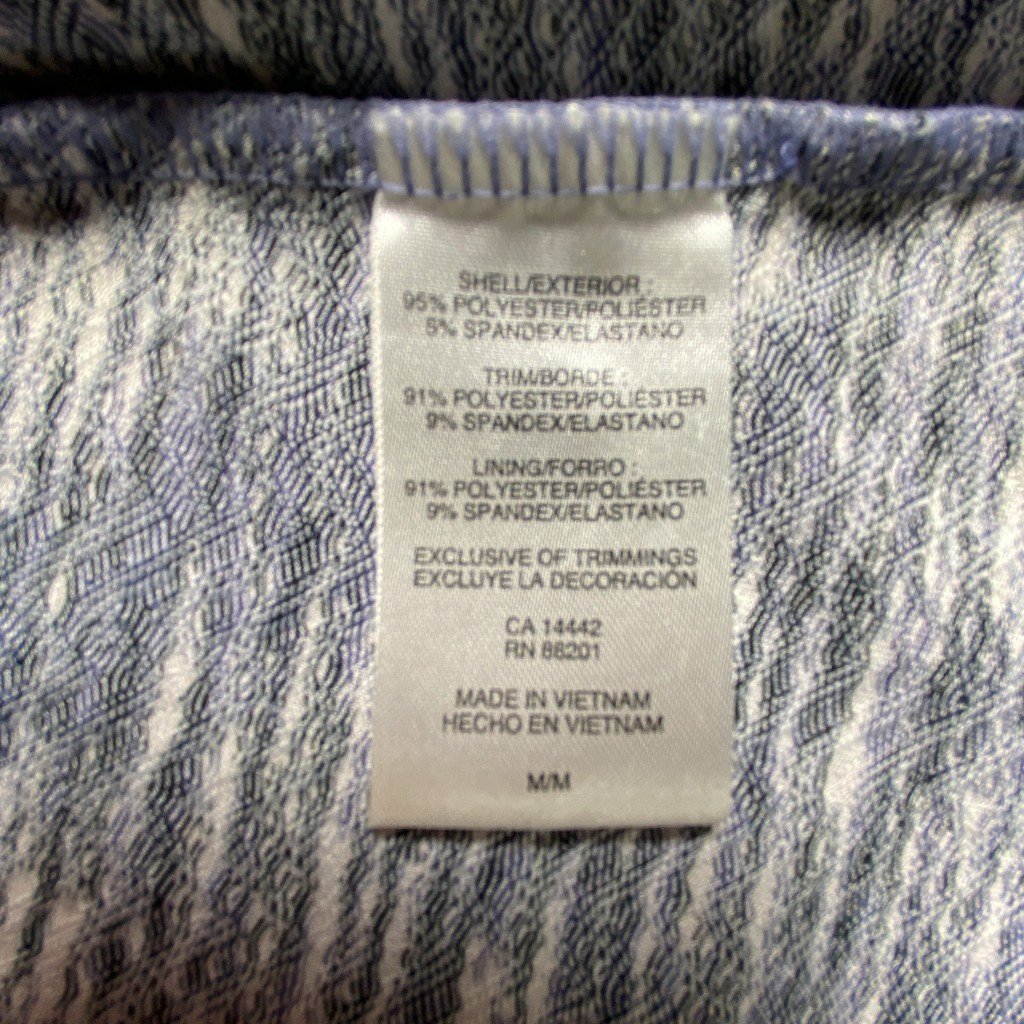 SHELL/EXTERIOR :
95% POLYESTER/POLIÉSTER
5% SPANDEX/ELASTANO
TRIM/BORDE :
91% POLYESTER/POLIÉSTER
9% SPANDEX/ELASTANO
LINING/FORRO :
91% POLYESTER/POLIÉSTER
9% SPANDEX/ELASTANO
EXCLUSIVE OF TRIMMINGS
EXCLUYE LA DECORACIÓN
CA 14442
RN 88201
MADE IN VIETNAM
HECHO EN VIETNAM
M/M